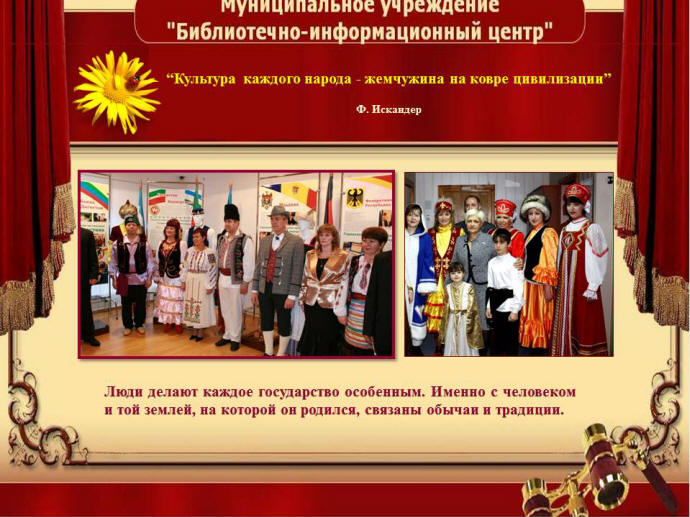 Муниципальное учреждение
"Библиотечно-информационный центр"
“Культура каждого народа - жемчужина на ковре цивилизации”
Ф. Искандер
Люди делают каждое государство особенным. Именно с человеком
и той землей, на которой он родился, связаны обычаи и традиции.